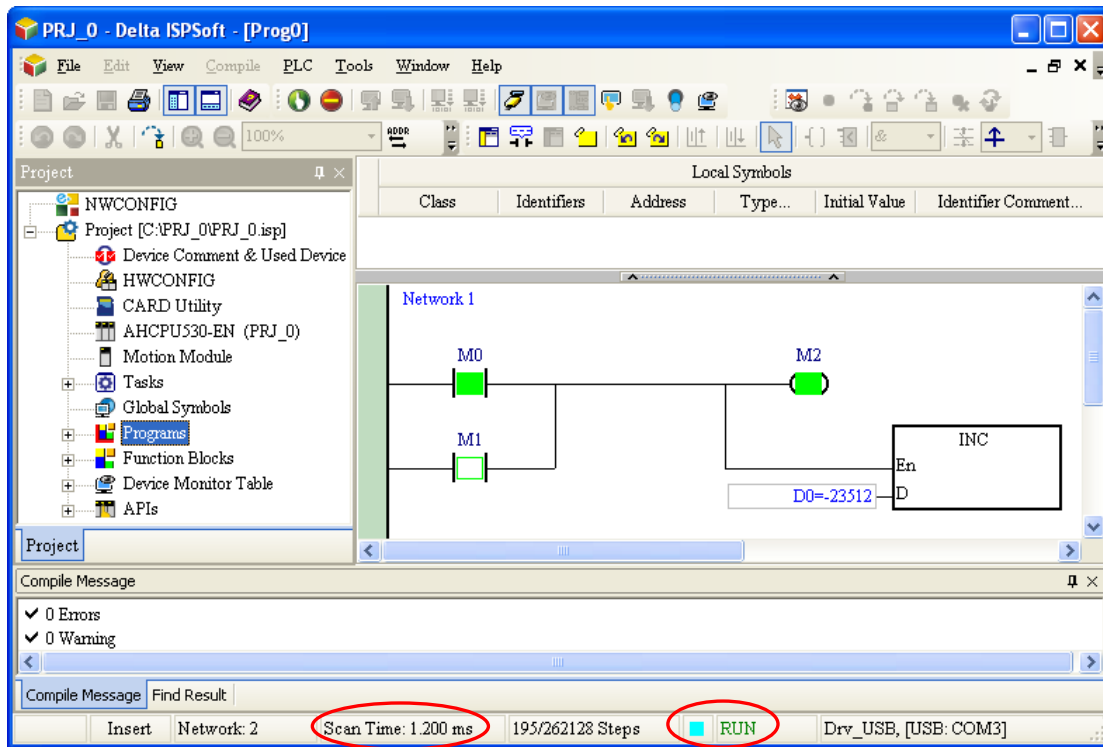 PRJ_0 - Delta ISPSoft - [Prog0]
File Edit View Compile PLC Tools Window Help
100% ADDR &
Project
NWCONFIG
Project [C:\PRJ_0\PRJ_0.isp]
Device Comment & Used Device
HWCONFIG
CARD Utility
AHCPU530-EN (PRJ_0)
Motion Module
Tasks
Global Symbols
Programs
Function Blocks
Device Monitor Table
APIs
Project
Local Symbols
Class Identifiers Address Type... Initial Value Identifier Comment...
Network 1
M0 M2
M1 INC
En
D0=-23512 D
Compile Message
0 Errors
0 Warning
Compile Message Find Result
Insert Network: 2 Scan Time: 1.200 ms 195/262128 Steps RUN Drv_USB, [USB: COM3]